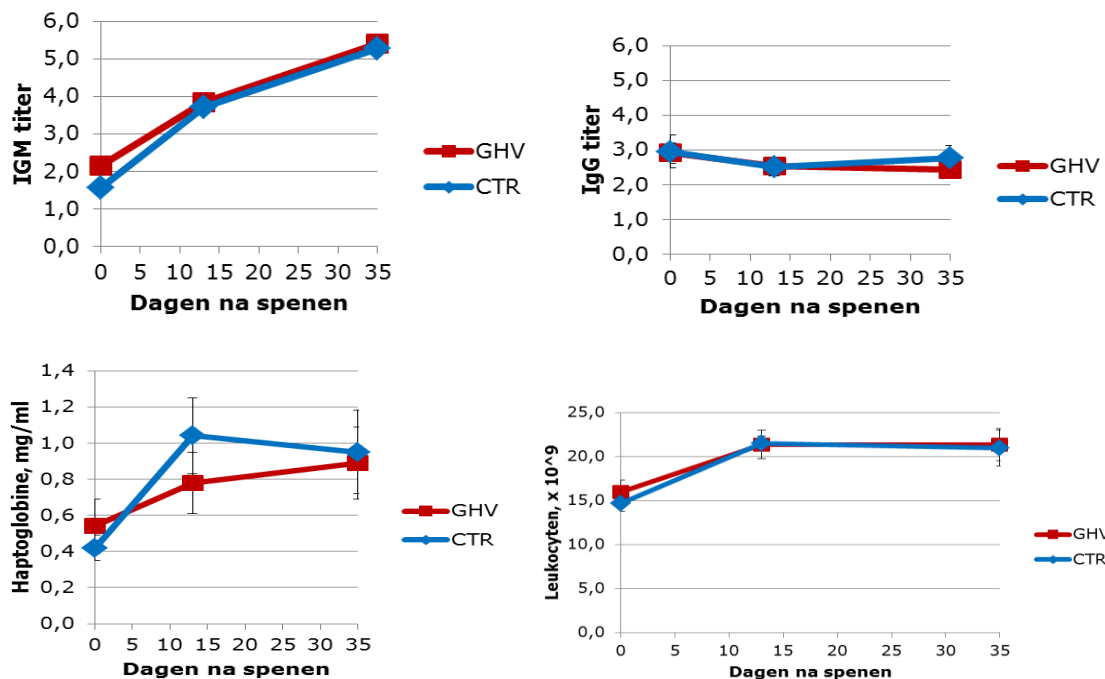 6,0
5,0
4,0
3,0
2,0
1,0
0,0
IGM titer
0 5 10 15 20 25 30 35
Dagen na spenen
GHV
CTR
6,0
5,0
4,0
3,0
2,0
1,0
0,0
IgG titer
0 5 10 15 20 25 30 35
Dagen na spenen
GHV
CTR
1,4
1,2
1,0
0,8
0,6
0,4
0,2
0,0
Haptoglobine, mg/ml
0 5 10 15 20 25 30 35
Dagen na spenen
GHV
CTR
25,0
20,0
15,0
10,0
5,0
0,0
Leukocyten, x 10^9
0 5 10 15 20 25 30 35
Dagen na spenen
GHV
CTR